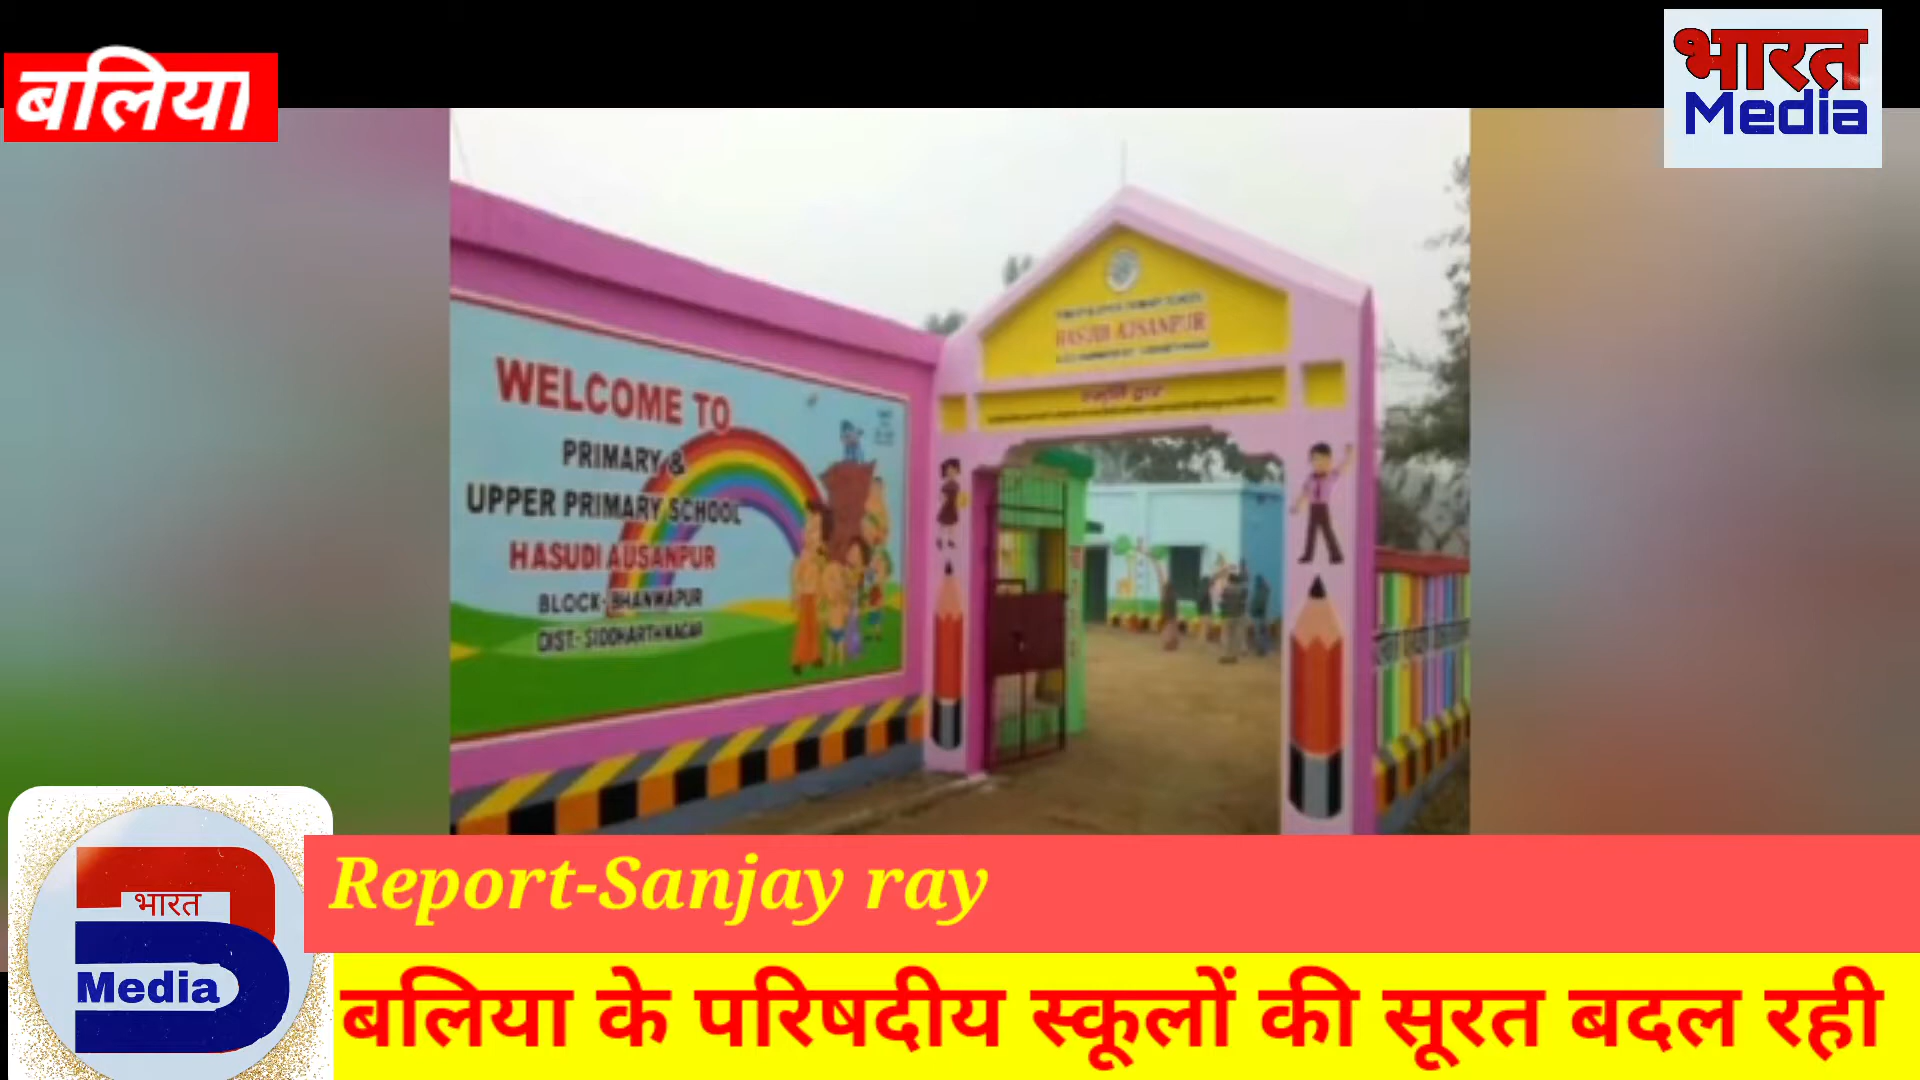 बलिया
भारत
Media
WELCOME TO
PRIMARY &
UPPER PRIMARY SCHOOL
HASUDI AUSANPUR
BLOCK-BHANWAPUR
DIST-SIDDHARTHNAGAR
HASUDI AUSANPUR
भारत
Media
Report-Sanjay ray
बलिया के परिषदीय स्कूलों की सूरत बदल रही